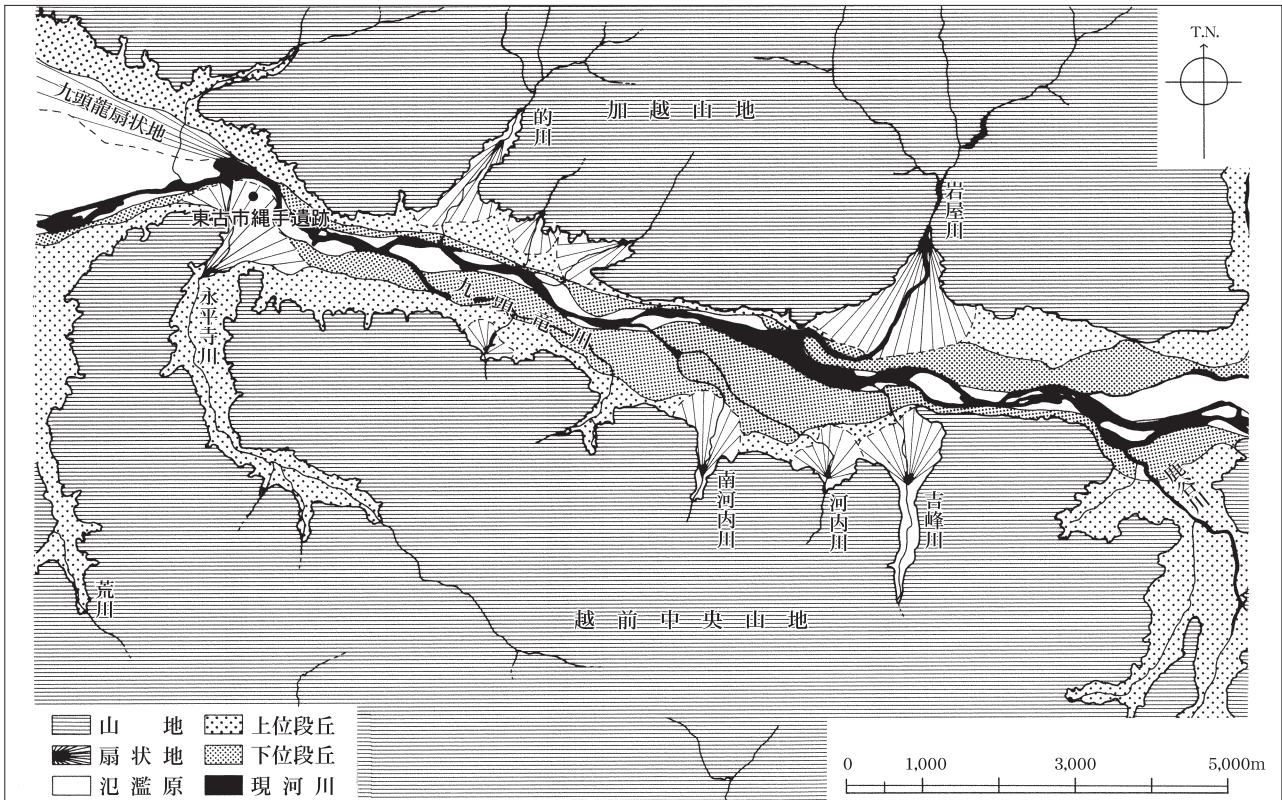 T.N.
加越山地
的川
九頭龍扇状地
岩屋川
東古市縄手遺跡
九頭竜川
永平寺川
南河内川
河内川
吉峰川
荒川
越前中央山地
山地
上位段丘
扇状地
下位段丘
氾濫原
現河川
0 1,000 3,000 5,000m